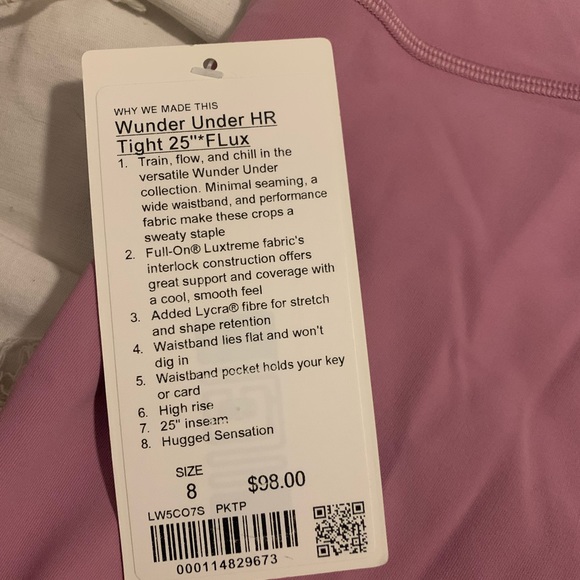 WHY WE MADE THIS
Wunder Under HR
Tight 25"*FLux
1. Train, flow, and chill in the
versatile Wunder Under
collection. Minimal seaming, a
wide waistband, and performance
fabric make these crops a
sweaty staple
2. Full-On® Luxtreme fabric's
interlock construction offers
great support and coverage with
a cool, smooth feel
3. Added Lycra® fibre for stretch
and shape retention
4. Waistband lies flat and won't
dig in
5. Waistband pocket holds your key
or card
6. High rise
7. 25" inseam
8. Hugged Sensation
SIZE
8 $98.00
LW5CO7S PKTP
000114829673